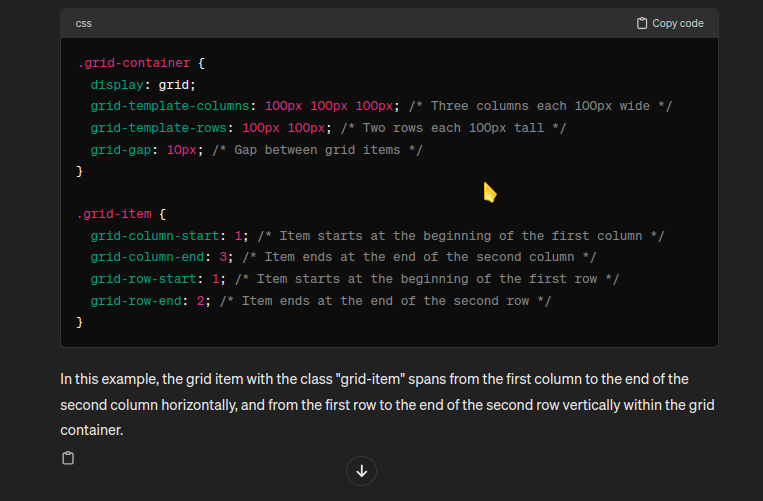 css
Copy code
.grid-container {
  display: grid;
  grid-template-columns: 100px 100px 100px; /* Three columns each 100px wide */
  grid-template-rows: 100px 100px; /* Two rows each 100px tall */
  grid-gap: 10px; /* Gap between grid items */
}
.grid-item {
  grid-column-start: 1; /* Item starts at the beginning of the first column */
  grid-column-end: 3; /* Item ends at the end of the second column */
  grid-row-start: 1; /* Item starts at the beginning of the first row */
  grid-row-end: 2; /* Item ends at the end of the second row */
}
In this example, the grid item with the class "grid-item" spans from the first column to the end of the
second column horizontally, and from the first row to the end of the second row vertically within the grid
container.